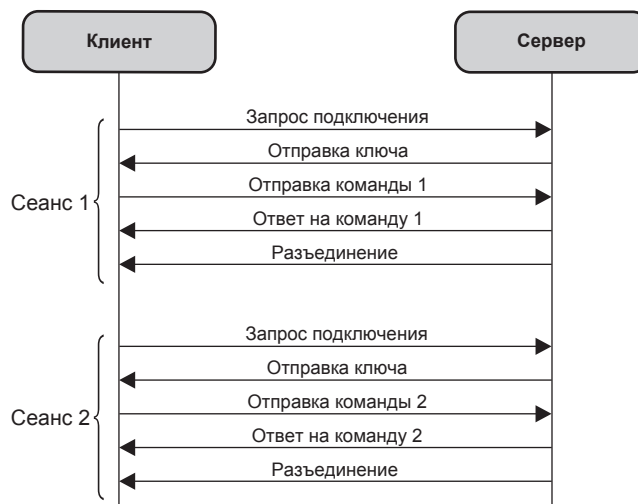 Клиент
Сервер
Запрос подключения
Отправка ключа
Отправка команды 1
Сеанс 1
Ответ на команду 1
Разъединение
Запрос подключения
Отправка ключа
Отправка команды 2
Сеанс 2
Ответ на команду 2
Разъединение